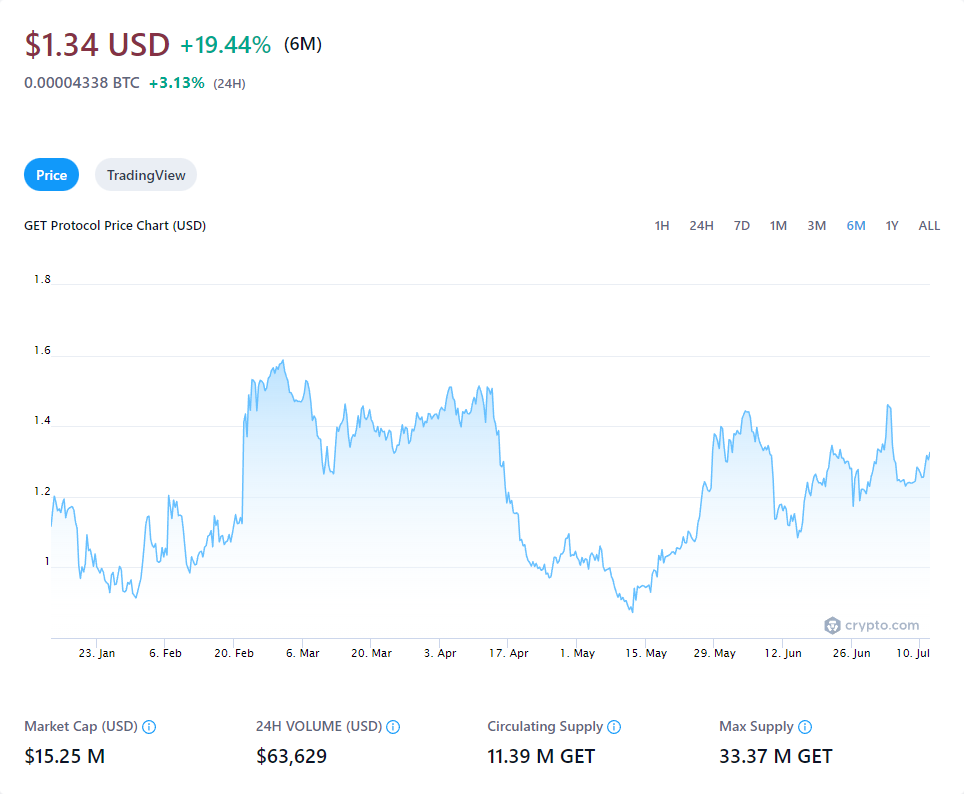 $1.34 USD +19.44% (6M)
0.00004338 BTC +3.13% (24H)
Price TradingView
GET Protocol Price Chart (USD) 1H 24H 7D 1M 3M 6M 1Y ALL
1.8
1.6
1.4
1.2
1
crypto.com
23. Jan 6. Feb 20. Feb 6. Mar 20. Mar 3. Apr 17. Apr 1. May 15. May 29. May 12. Jun 26. Jun 10. Jul
Market Cap (USD) 24H VOLUME (USD) Circulating Supply Max Supply
$15.25 M $63,629 11.39 M GET 33.37 M GET